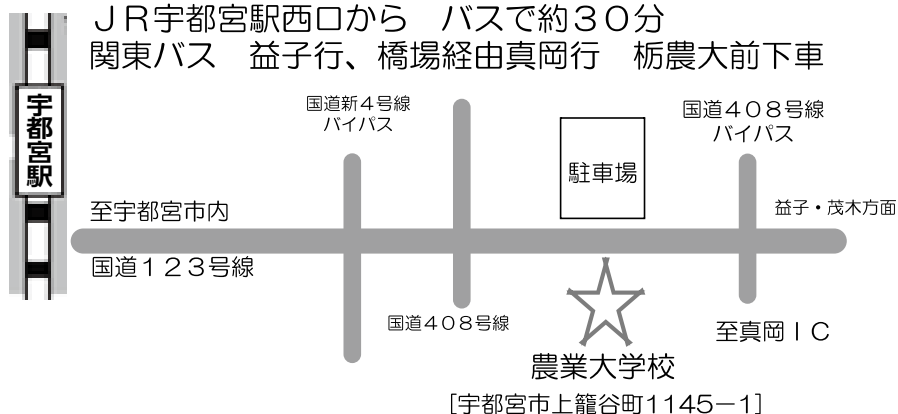 ＪＲ宇都宮駅西口から　バスで約３０分
関東バス　益子行、橋場経由真岡行　栃農大前下車
宇都宮駅
国道新４号線
バイパス
国道４０８号線
バイパス
駐車場
至宇都宮市内
益子・茂木方面
国道１２３号線
国道４０８号線
至真岡ＩＣ
農業大学校
［宇都宮市上籠谷町1145－1］